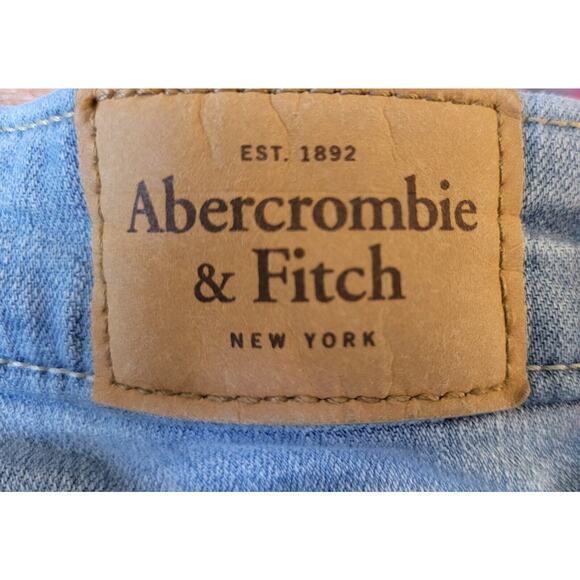 EST. 1892
Abercrombie
& Fitch
NEW YORK